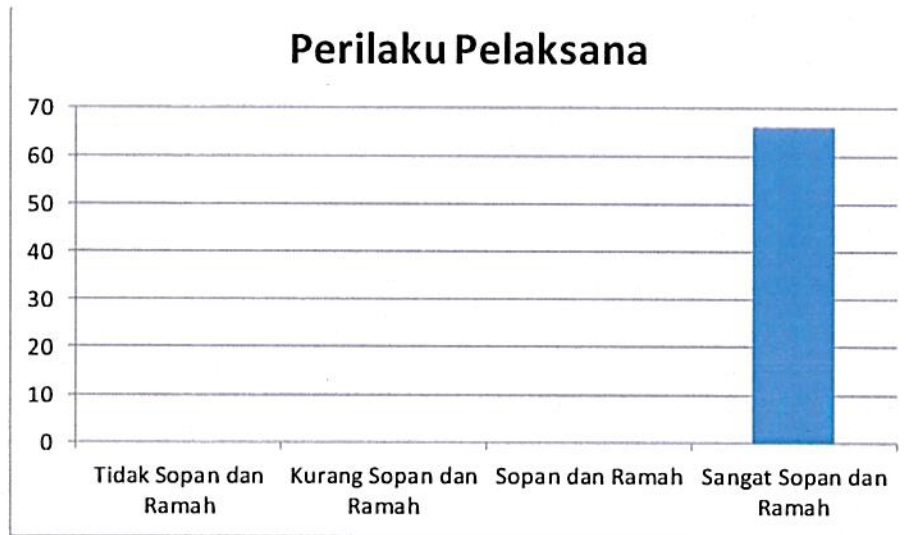 Perilaku Pelaksana
70
60
50
40
30
20
10
0
Tidak Sopan dan
Ramah
Kurang Sopan dan
Ramah
Sopan dan Ramah
Sangat Sopan dan
Ramah